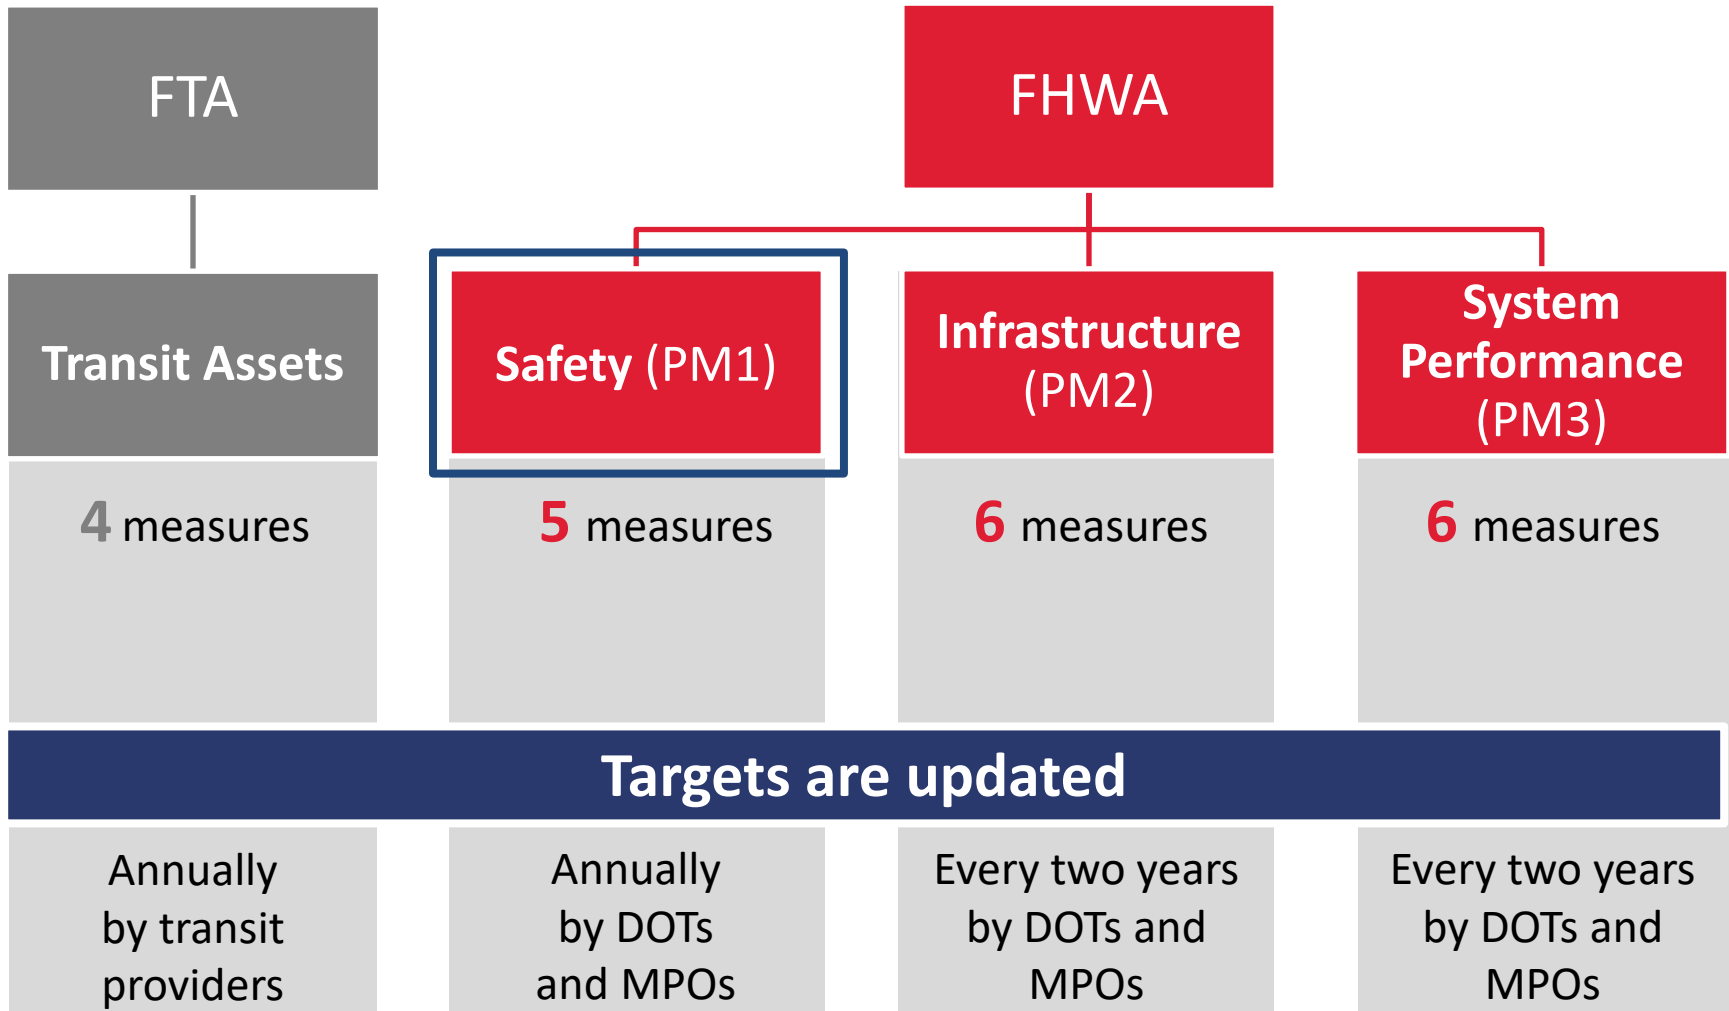 FTA
FHWA
Transit Assets
Safety (PM1)
Infrastructure
(PM2)
System
Performance
(PM3)
4 measures
5 measures
6 measures
6 measures
Targets are updated
Annually
by transit
providers
Annually
by DOTs
and MPOs
Every two years
by DOTs and
MPOs
Every two years
by DOTs and
MPOs